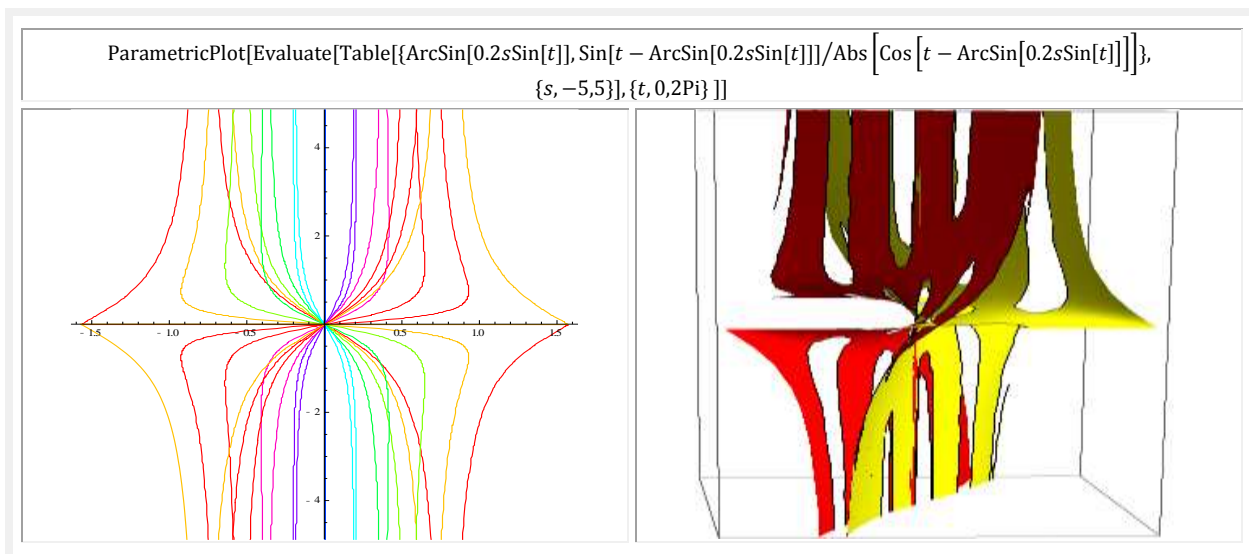 ParametricPlot[Evaluate[Table[{ArcSin[0.2sSin[t]], Sin[t − ArcSin[0.2sSin[t]]]/Abs [Cos [t − ArcSin[0.2sSin[t]]]]},
{s, −5,5}], {t, 0,2Pi} ]]
4
2
- 1.5 - 1.0 - 0.5 0.5 1.0 1.5
- 2
- 4